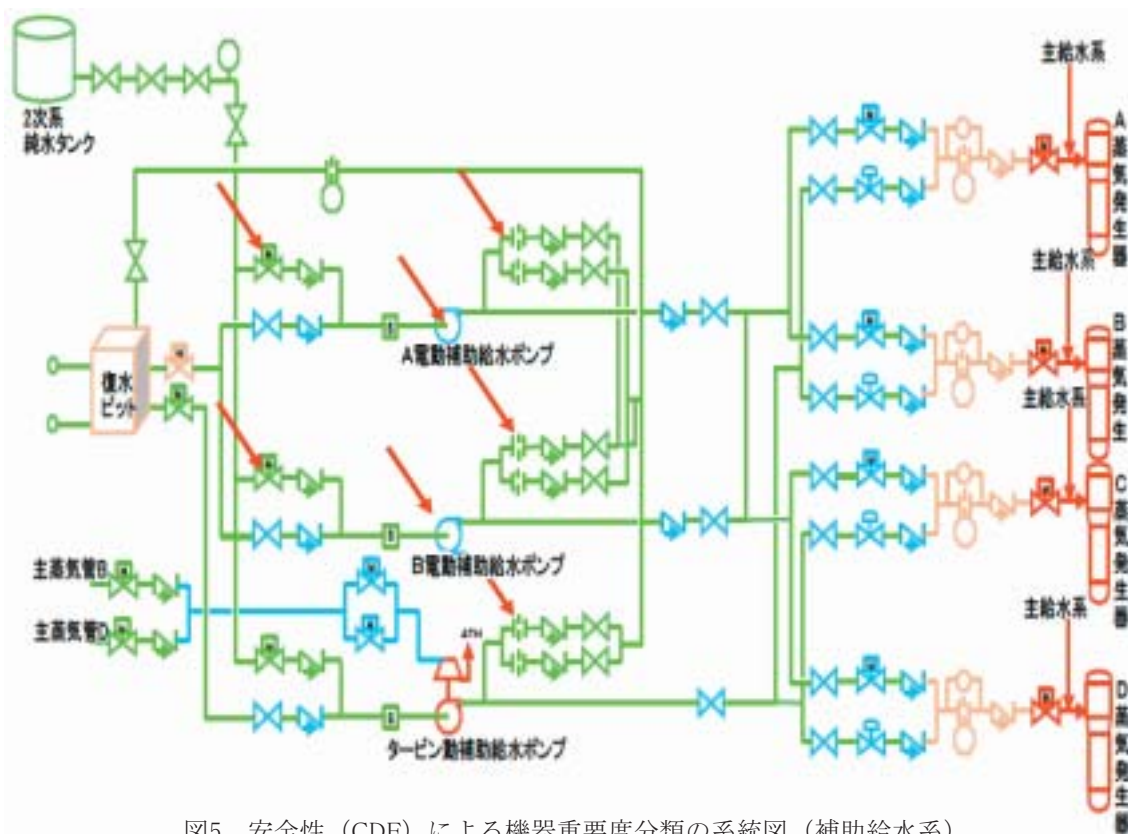 2次系
純水タンク
主給水系
A蒸気発生器
主給水系
B蒸気発生
主給水系
C蒸気発生器
主給水系
D蒸気発生器
復水
ピット
A電動補助給水ポンプ
B電動補助給水ポンプ
主蒸気管B
主蒸気管D
タービン動補助給水ポンプ
図5 安全性（CDF）による機器重要度分類の系統図（補助給水系）